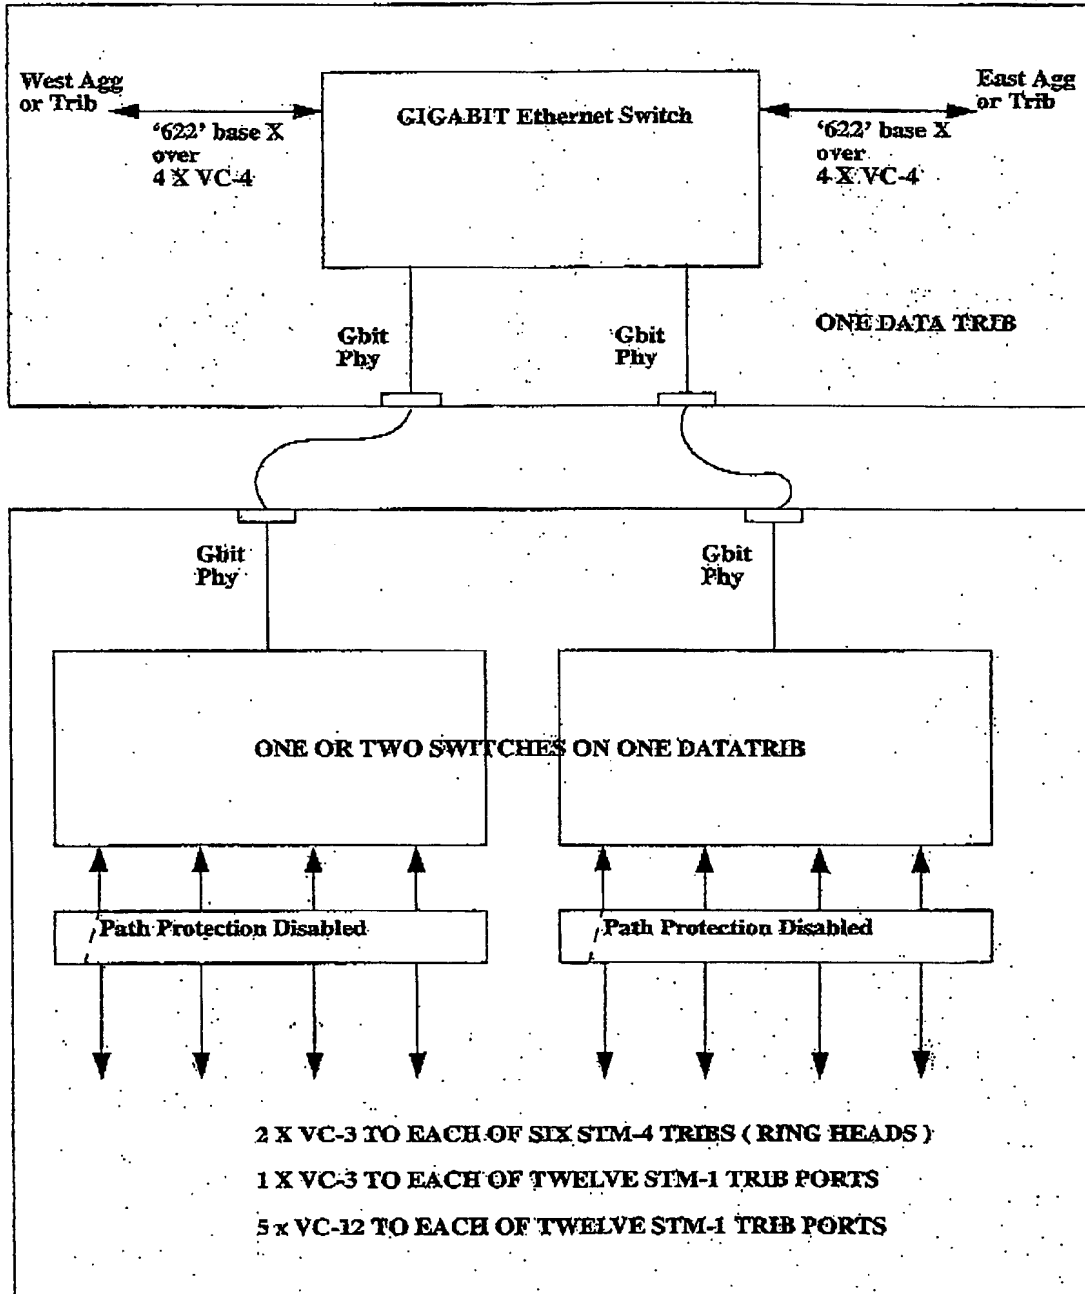 West Agg
or Trib
'622' base X
over
4 X VC-4
GIGABIT Ethernet Switch
East Agg
or Trib
'622' base X
over
4 X VC-4
ONE DATA TRIB
Gbit
Phy
Gbit
Phy
Gbit
Phy
Gbit
Phy
ONE OR TWO SWITCHES ON ONE DATATRIB
Path Protection Disabled
Path Protection Disabled
2 X VC-3 TO EACH OF SIX STM-4 TRIBS ( RING HEADS )
1 X VC-3 TO EACH OF TWELVE STM-1 TRIB PORTS
5 x VC-12 TO EACH OF TWELVE STM-1 TRIB PORTS